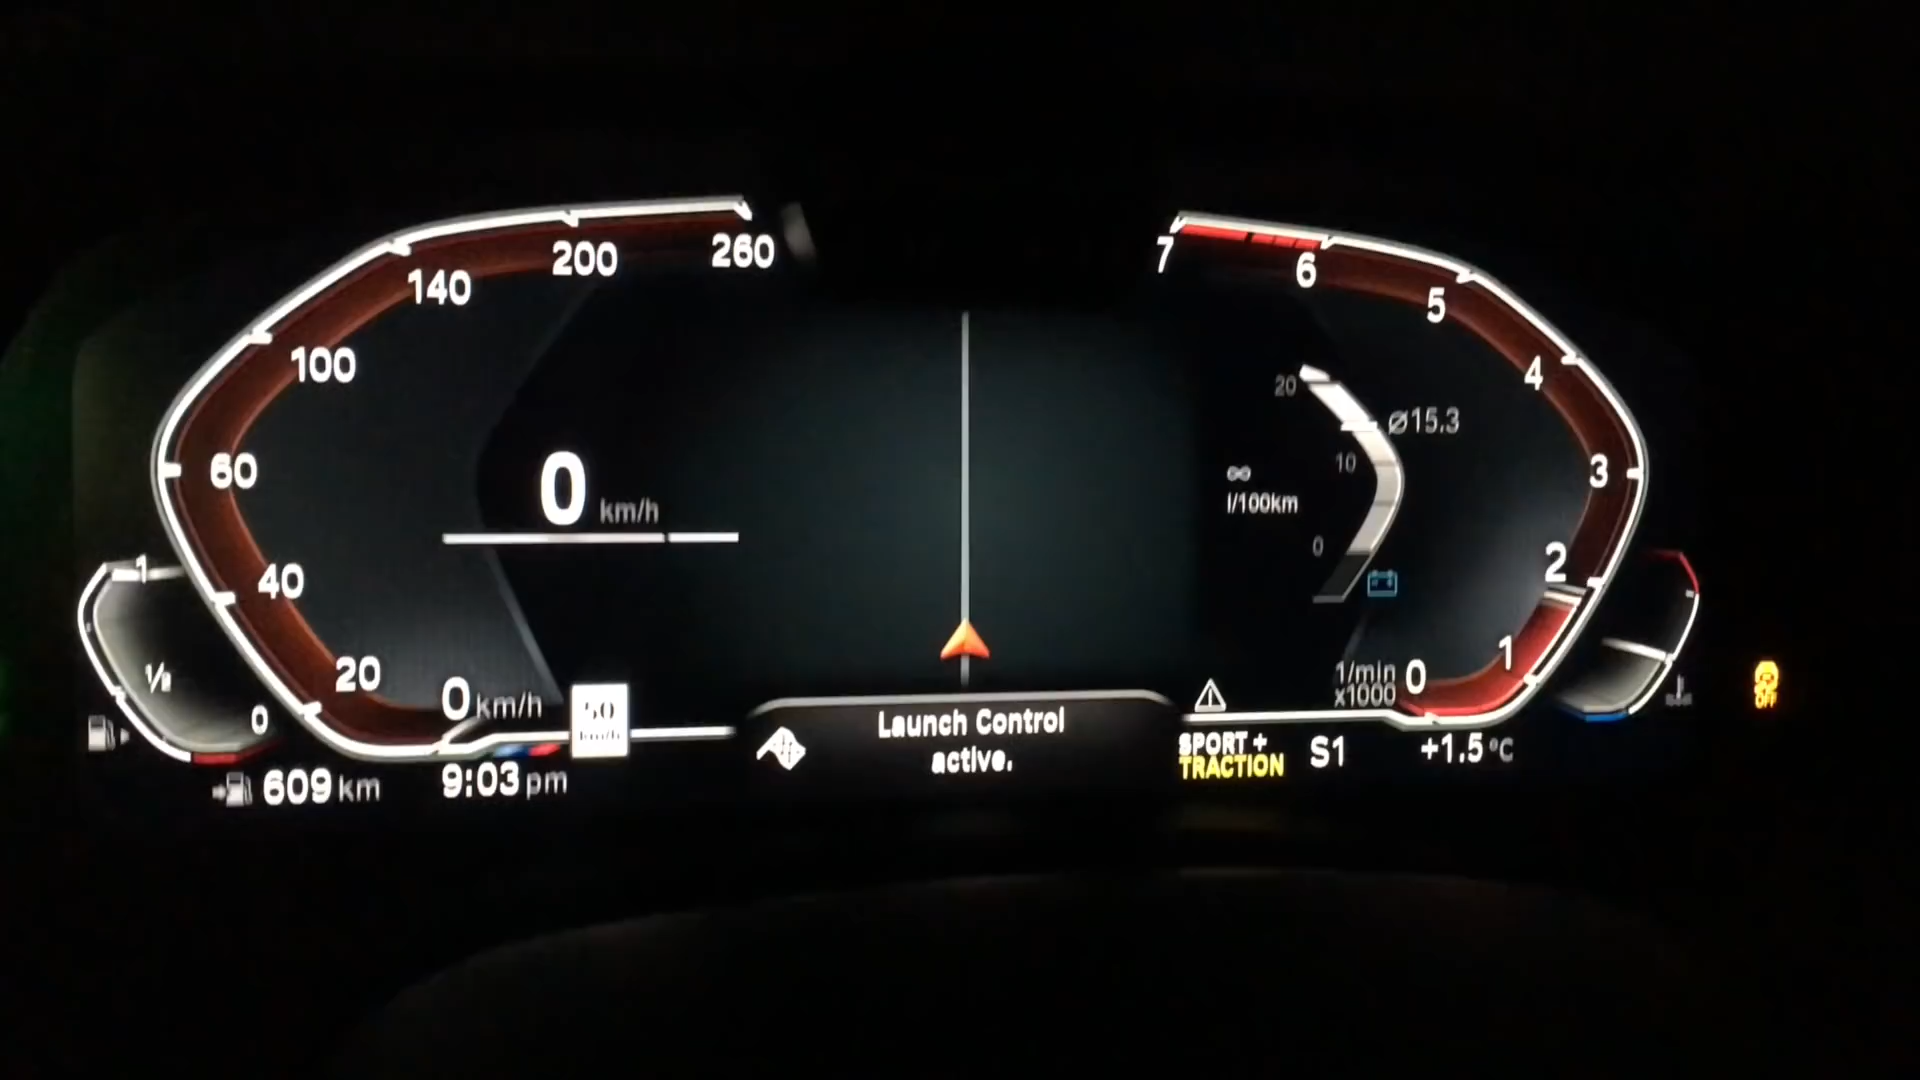 260
200
140
100
60
40
20
0 km/h
0 km/h
50
km/h
1
1/2
0
609 km
9:03 pm
Launch Control
active.
7
6
5
4
3
2
1
0
1/min
x1000
20
10
0
Ø15.3
∞
l/100km
SPORT +
TRACTION
S1
+1.5 °C
OFF